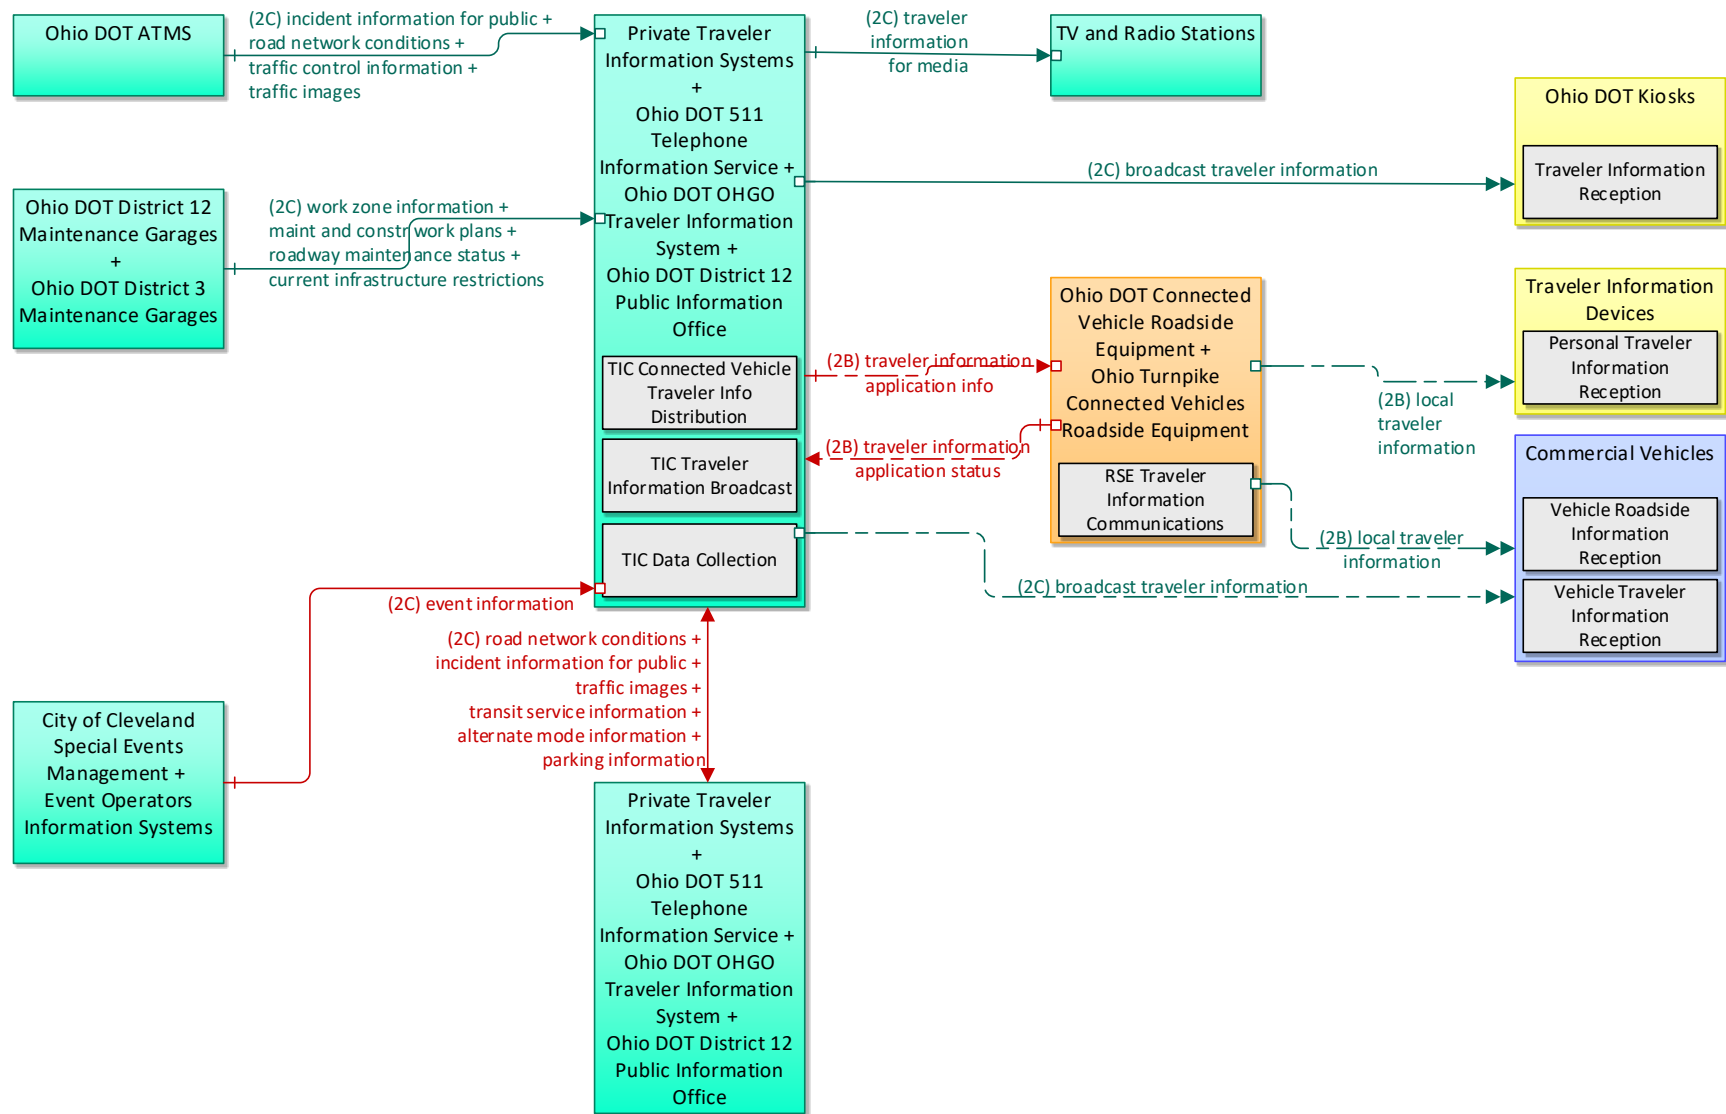 Ohio DOT ATMS
(2C) incident information for public +
road network conditions +
traffic control information +
traffic images
Private Traveler
Information Systems
+
Ohio DOT 511
Telephone
Information Service +
Ohio DOT OHGO
Traveler Information
System +
Ohio DOT District 12
Public Information
Office
(2C) traveler
information
for media
TV and Radio Stations
Ohio DOT Kiosks
Traveler Information
Reception
(2C) broadcast traveler information
Ohio DOT District 12
Maintenance Garages
+
Ohio DOT District 3
Maintenance Garages
(2C) work zone information +
maint and constr work plans +
roadway maintenance status +
current infrastructure restrictions
Ohio DOT Connected
Vehicle Roadside
Equipment +
Ohio Turnpike
Connected Vehicles
Roadside Equipment
RSE Traveler
Information
Communications
Traveler Information
Devices
Personal Traveler
Information
Reception
TIC Connected Vehicle
Traveler Info
Distribution
(2B) traveler information
application info
(2B) local
traveler
information
TIC Traveler
Information Broadcast
(2B) traveler information
application status
Commercial Vehicles
Vehicle Roadside
Information
Reception
Vehicle Traveler
Information
Reception
(2B) local traveler
information
TIC Data Collection
(2C) broadcast traveler information
(2C) event information
(2C) road network conditions +
incident information for public +
traffic images +
transit service information +
alternate mode information +
parking information
City of Cleveland
Special Events
Management +
Event Operators
Information Systems
Private Traveler
Information Systems
+
Ohio DOT 511
Telephone
Information Service +
Ohio DOT OHGO
Traveler Information
System +
Ohio DOT District 12
Public Information
Office